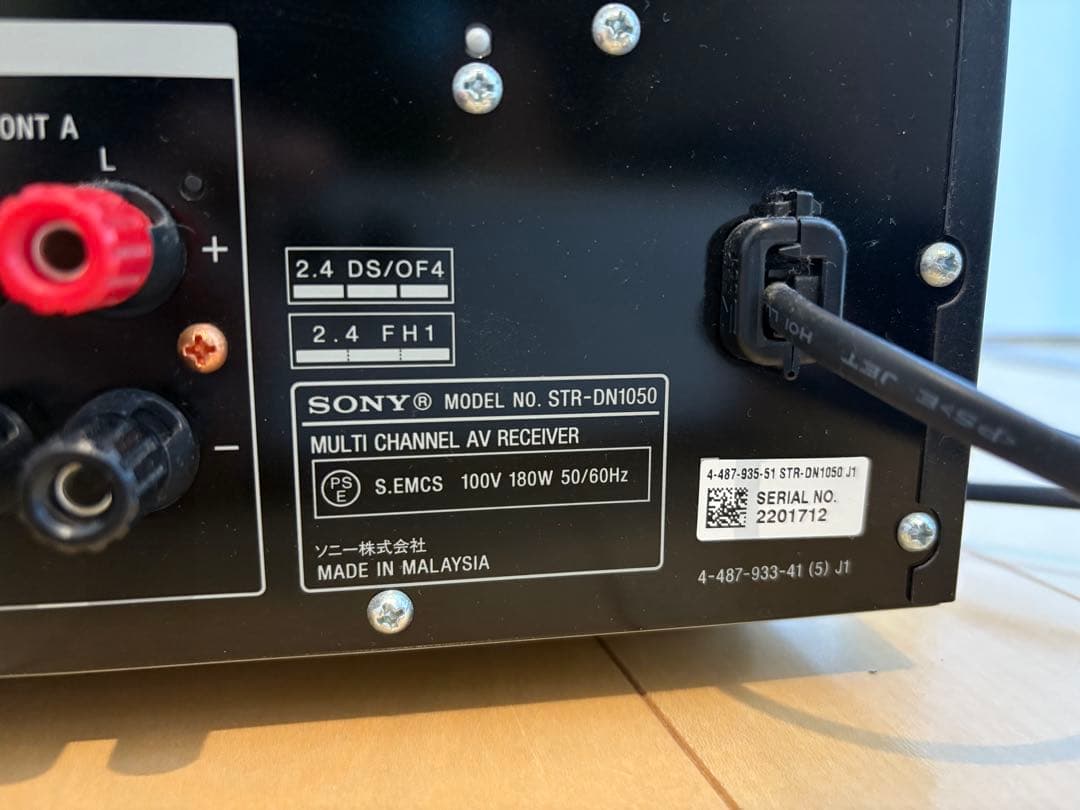 ONT A
L
+
2.4 DS/OF4
2.4 FH1
−
SONY® MODEL NO. STR-DN1050
MULTI CHANNEL AV RECEIVER
PS
E
S.EMCS 100V 180W 50/60Hz
ソニー株式会社
MADE IN MALAYSIA
4-487-935-51 STR-DN1050 J1
SERIAL NO.
2201712
4-487-933-41 (5) J1
<PS>E JET